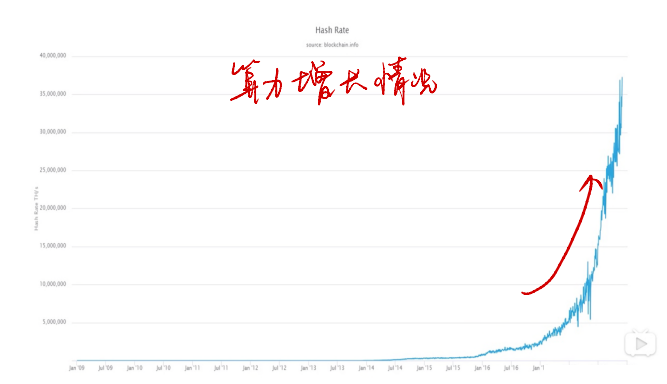 Hash Rate
source: blockchain.info
算力增长情况
40,000,000
35,000,000
30,000,000
25,000,000
20,000,000
15,000,000
10,000,000
5,000,000
Hash Rate TH/s
Jan '09 Jul '09 Jan '10 Jul '10 Jan '11 Jul '11 Jan '12 Jul '12 Jan '13 Jul '13 Jan '14 Jul '14 Jan '15 Jul '15 Jan '16 Jul '16 Jan '1